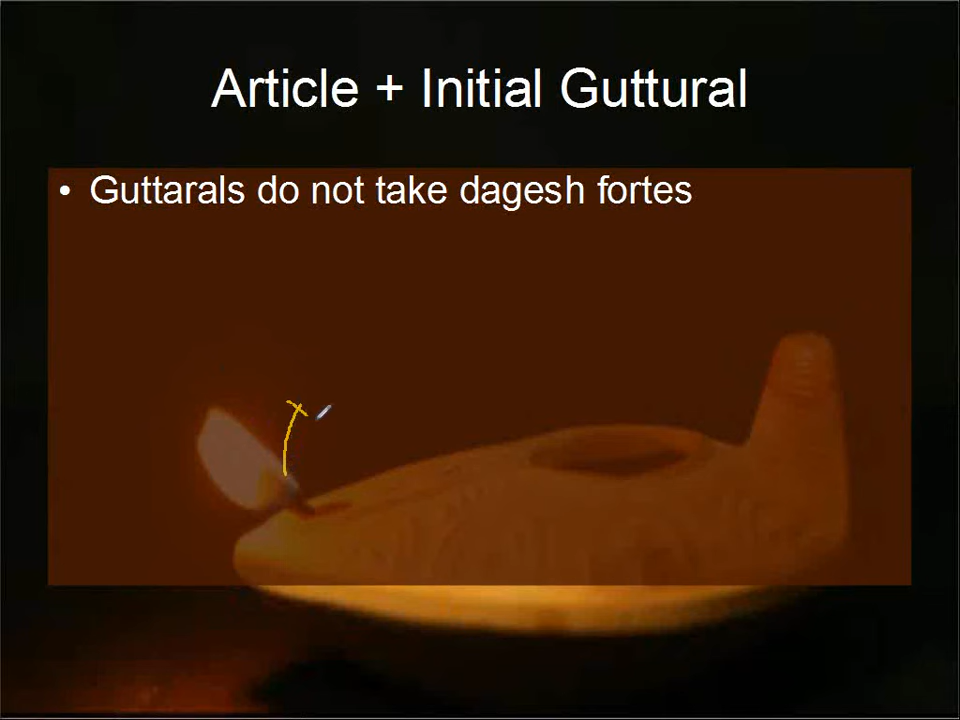 Article + Initial Guttural
• Guttarals do not take dagesh fortes